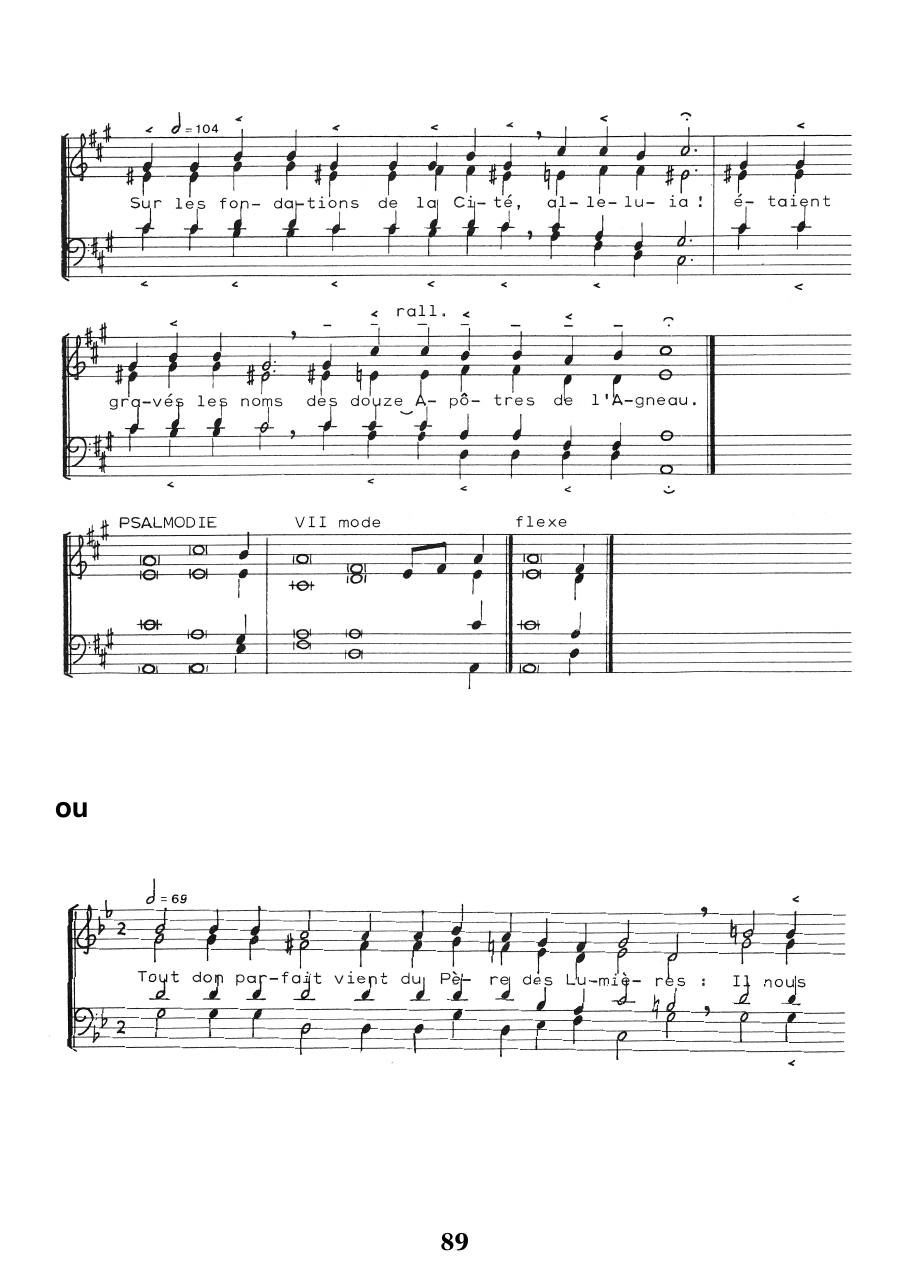 = 104
Sur les fon- da-tions de la Ci-té, al-le-lu-ia! é-taient
rall.
gra-vés les noms des douze A-pô-tres de l'A-gneau.
PSALMODIE VII mode flexe
ou
= 69
2
Tout don par-fait vient du Pè- re des Lu-miè-res : Il nous
2
89